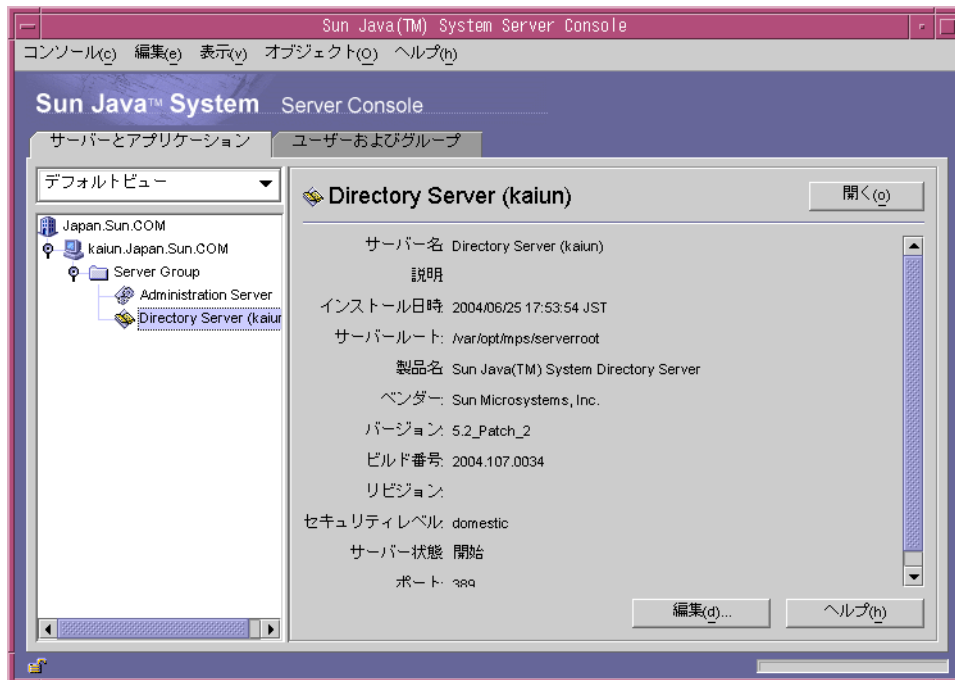 Sun Java(TM) System Server Console
コンソール(c) 編集(e) 表示(v) オブジェクト(O) ヘルプ(h)
Sun Java™ System Server Console
サーバーとアプリケーション ユーザーおよびグループ
デフォルトビュー
Japan.Sun.COM
kaiun.Japan.Sun.COM
Server Group
Administration Server
Directory Server (kaiun
Directory Server (kaiun)
開く(o)
サーバー名: Directory Server (kaiun)
説明:
インストール日時: 2004/06/25 17:53:54 JST
サーバールート: /var/opt/mps/serverroot
製品名: Sun Java(TM) System Directory Server
ベンダー: Sun Microsystems, Inc.
バージョン: 5.2_Patch_2
ビルド番号: 2004.107.0034
リビジョン:
セキュリティレベル: domestic
サーバー状態: 開始
ポート: 389
編集(d)... ヘルプ(h)